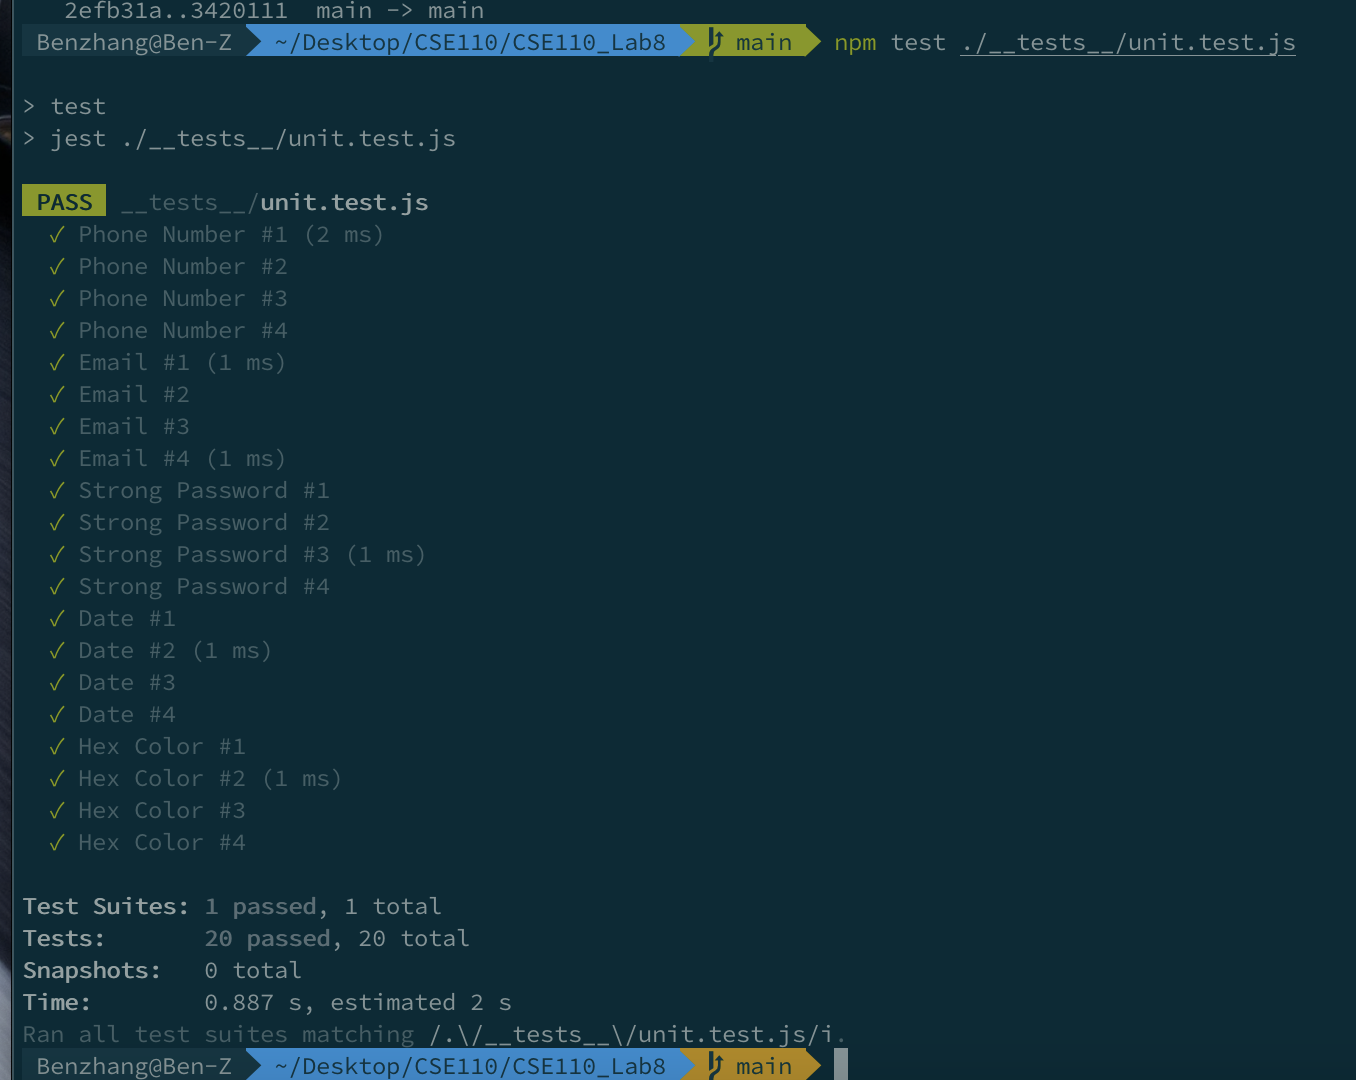 2efb31a..3420111  main -> main
Benzhang@Ben-Z ~/Desktop/CSE110/CSE110_Lab8 main npm test ./__tests__/unit.test.js
> test
> jest ./__tests__/unit.test.js
PASS __tests__/unit.test.js
✓ Phone Number #1 (2 ms)
✓ Phone Number #2
✓ Phone Number #3
✓ Phone Number #4
✓ Email #1 (1 ms)
✓ Email #2
✓ Email #3
✓ Email #4 (1 ms)
✓ Strong Password #1
✓ Strong Password #2
✓ Strong Password #3 (1 ms)
✓ Strong Password #4
✓ Date #1
✓ Date #2 (1 ms)
✓ Date #3
✓ Date #4
✓ Hex Color #1
✓ Hex Color #2 (1 ms)
✓ Hex Color #3
✓ Hex Color #4
Test Suites: 1 passed, 1 total
Tests: 20 passed, 20 total
Snapshots: 0 total
Time: 0.887 s, estimated 2 s
Ran all test suites matching /.\/__tests__\/unit.test.js/i.
Benzhang@Ben-Z ~/Desktop/CSE110/CSE110_Lab8 main